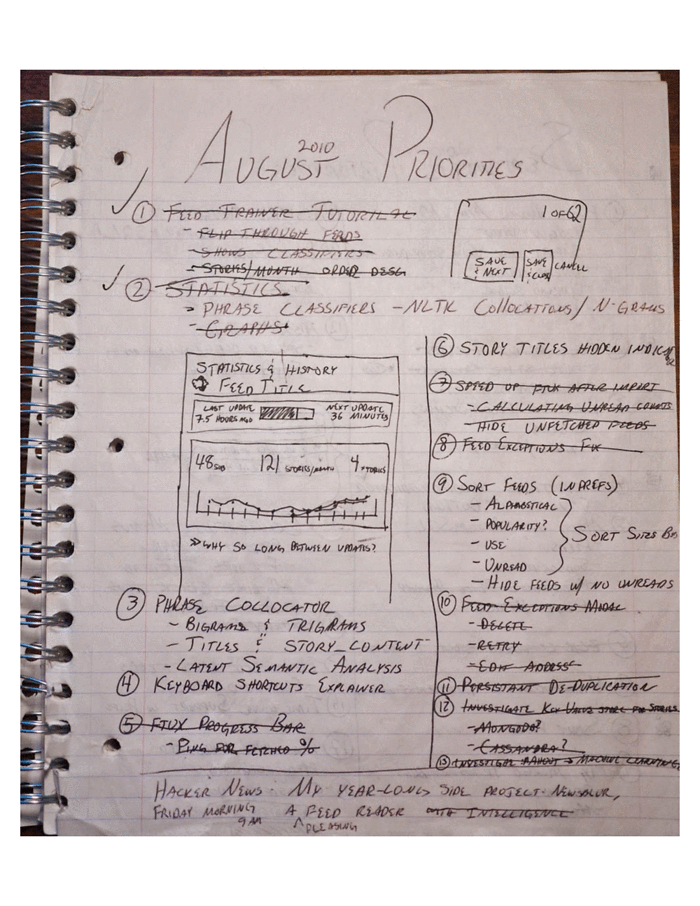 August 2010 Priorities
① Feed Trainer Tutorial
- Flip through feeds
- Shows classifiers
- Stories/month order desc
1 of 62
Save & Next
Save & Close
Cancel
② Statistics
- Phrase Classifiers - NLTK Collocations / N-Grams
- Graphs
Statistics & History
Feed Title
Last Update
7.5 hours ago
Next Update
36 minutes
48 subs
121 stories/month
4 stories
» Why so long between updates?
③ Phrase Collocator
- Bigrams & Trigrams
- Titles & Story_Content
- Latent Semantic Analysis
④ Keyboard Shortcuts Explainer
⑤ FTUX Progress Bar
- Ping for fetched %
⑥ Story Titles Hidden Indicator
⑦ Speed up FTUX after import
- Calculating unread counts
- Hide unfetched feeds
⑧ Feed Exceptions Fix
⑨ Sort Feeds (in prefs)
- Alphabetical
- Popularity?
- Use
- Unread
Sort Sites By
- Hide feeds w/ no unreads
⑩ Feed Exceptions Modal
- Delete
- Retry
- Edit Address
⑪ Persistant De-Duplication
⑫ Investigate Key Value store for stories
- MongoDB?
- Cassandra?
⑬ Investigate Mahout → Machine Learning
Hacker News - My year-long side project - NewsBlur,
Friday morning 9 AM
a pleasing feed reader with intelligence